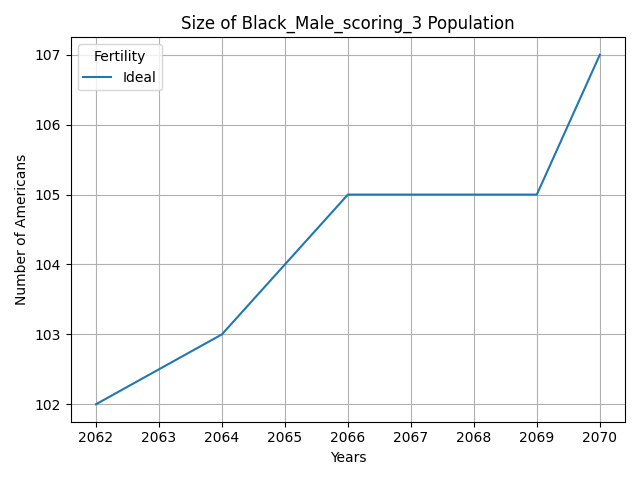 Size of Black_Male_scoring_3 Population
Fertility
Ideal
107
106
105
104
103
102
Number of Americans
2062 2063 2064 2065 2066 2067 2068 2069 2070
Years